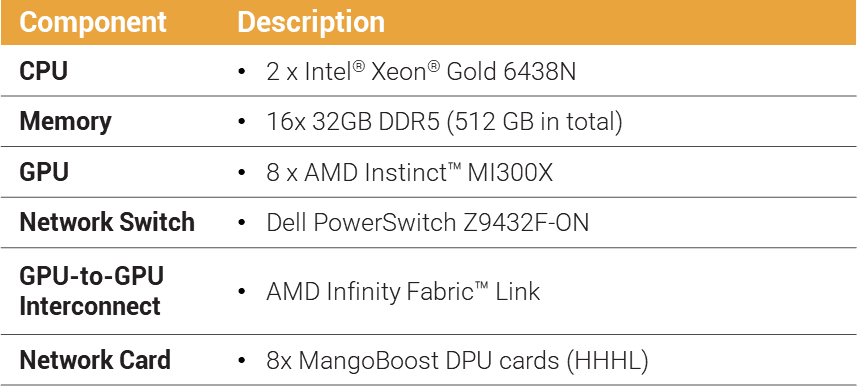 Component Description
CPU • 2 x Intel® Xeon® Gold 6438N
Memory • 16x 32GB DDR5 (512 GB in total)
GPU • 8 x AMD Instinct™ MI300X
Network Switch • Dell PowerSwitch Z9432F-ON
GPU-to-GPU
Interconnect • AMD Infinity Fabric™ Link
Network Card • 8x MangoBoost DPU cards (HHHL)